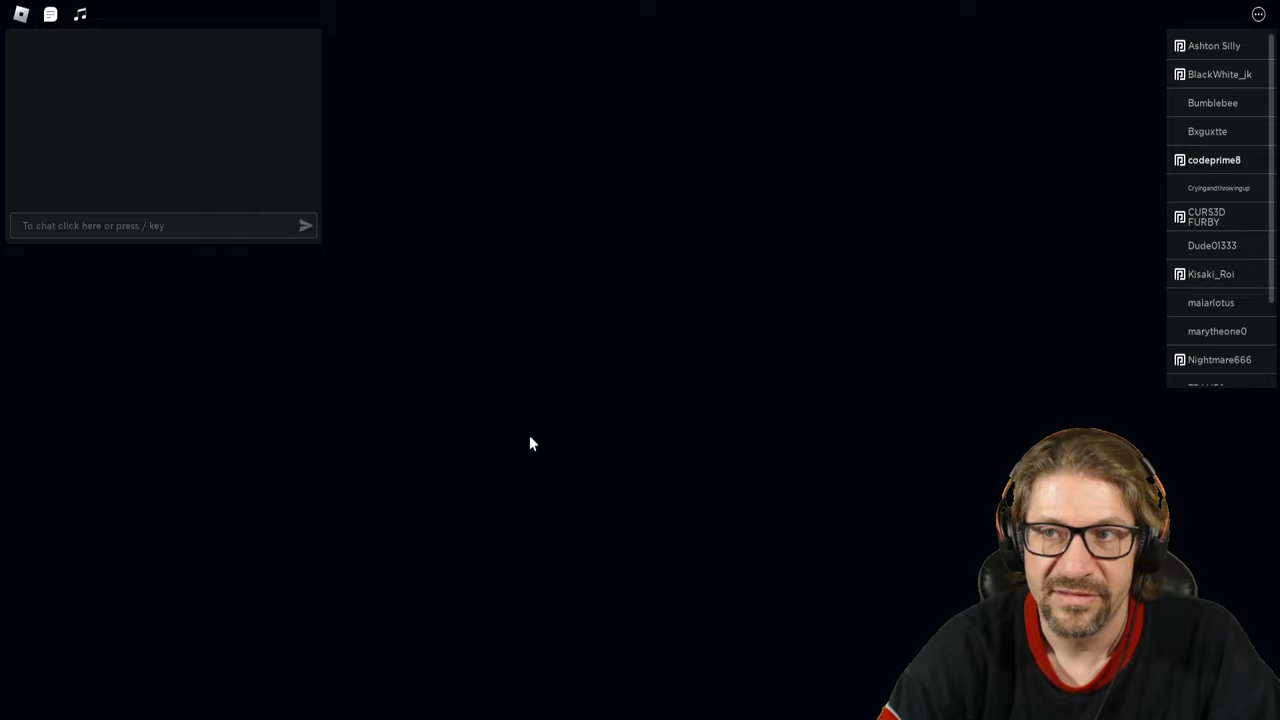 Ashton Silly
BlackWhite_jk
Bumblebee
Bxguxtte
codeprime8
Cryingandthrowingup
CURS3D
FURBY
Dude01333
Kisaki_Roi
malarlotus
marytheone0
Nightmare666
To chat click here or press / key